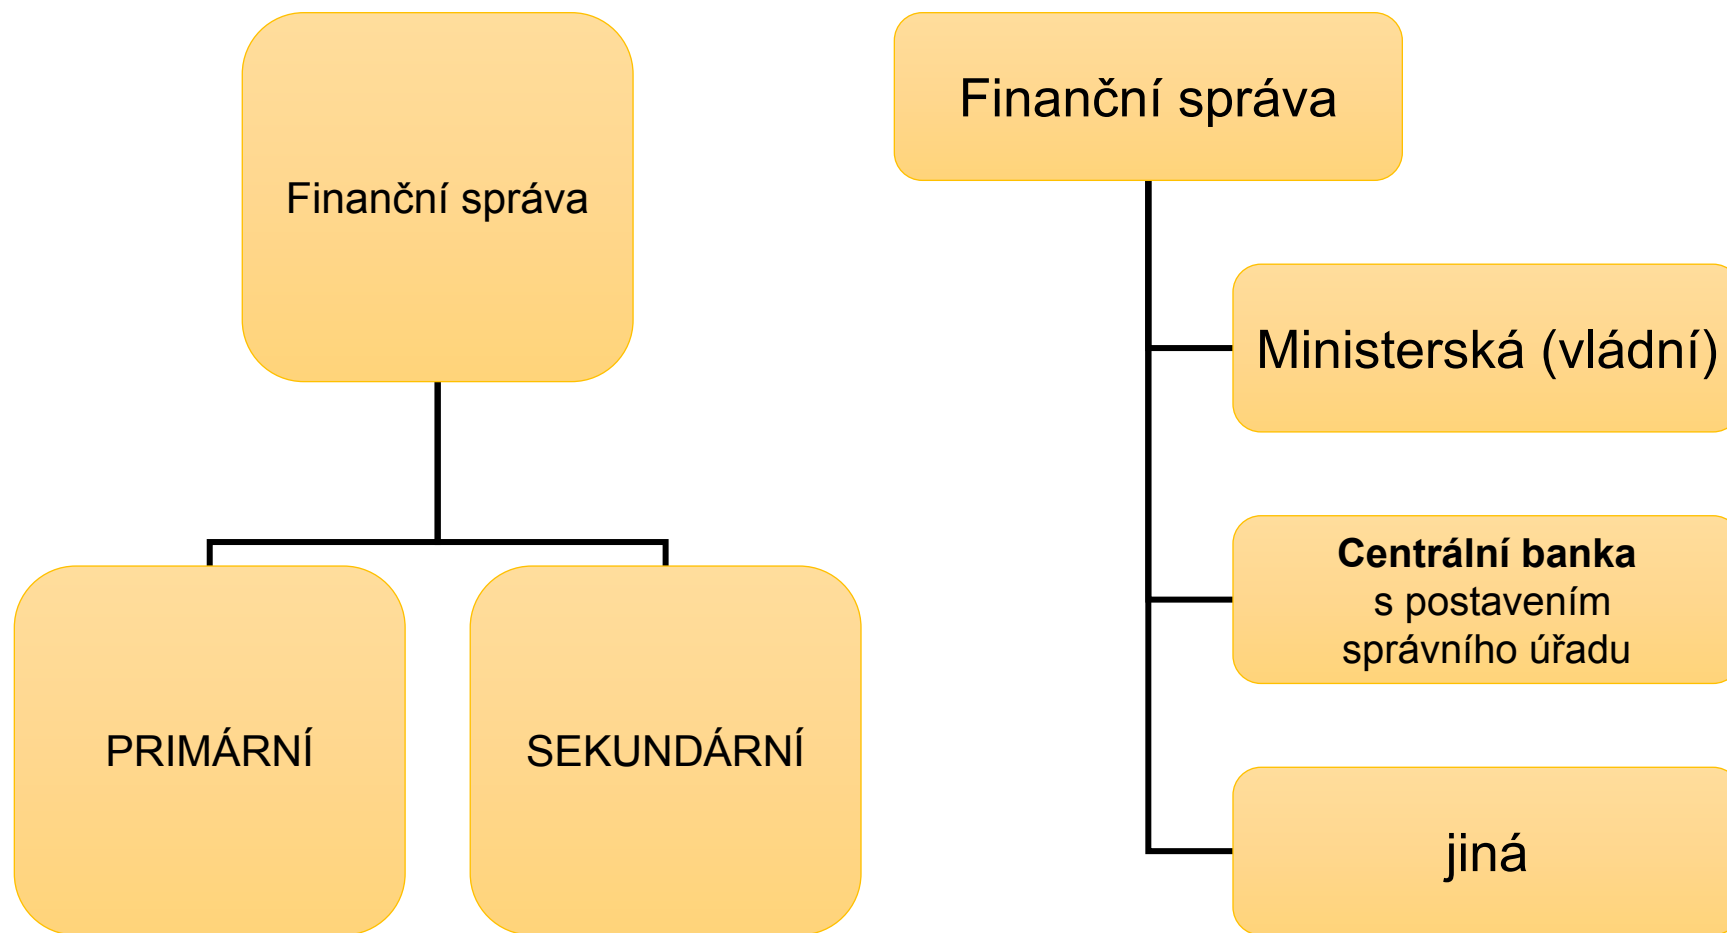 Finanční správa
PRIMÁRNÍ
SEKUNDÁRNÍ
Finanční správa
Ministerská (vládní)
Centrální banka
s postavením
správního úřadu
jiná